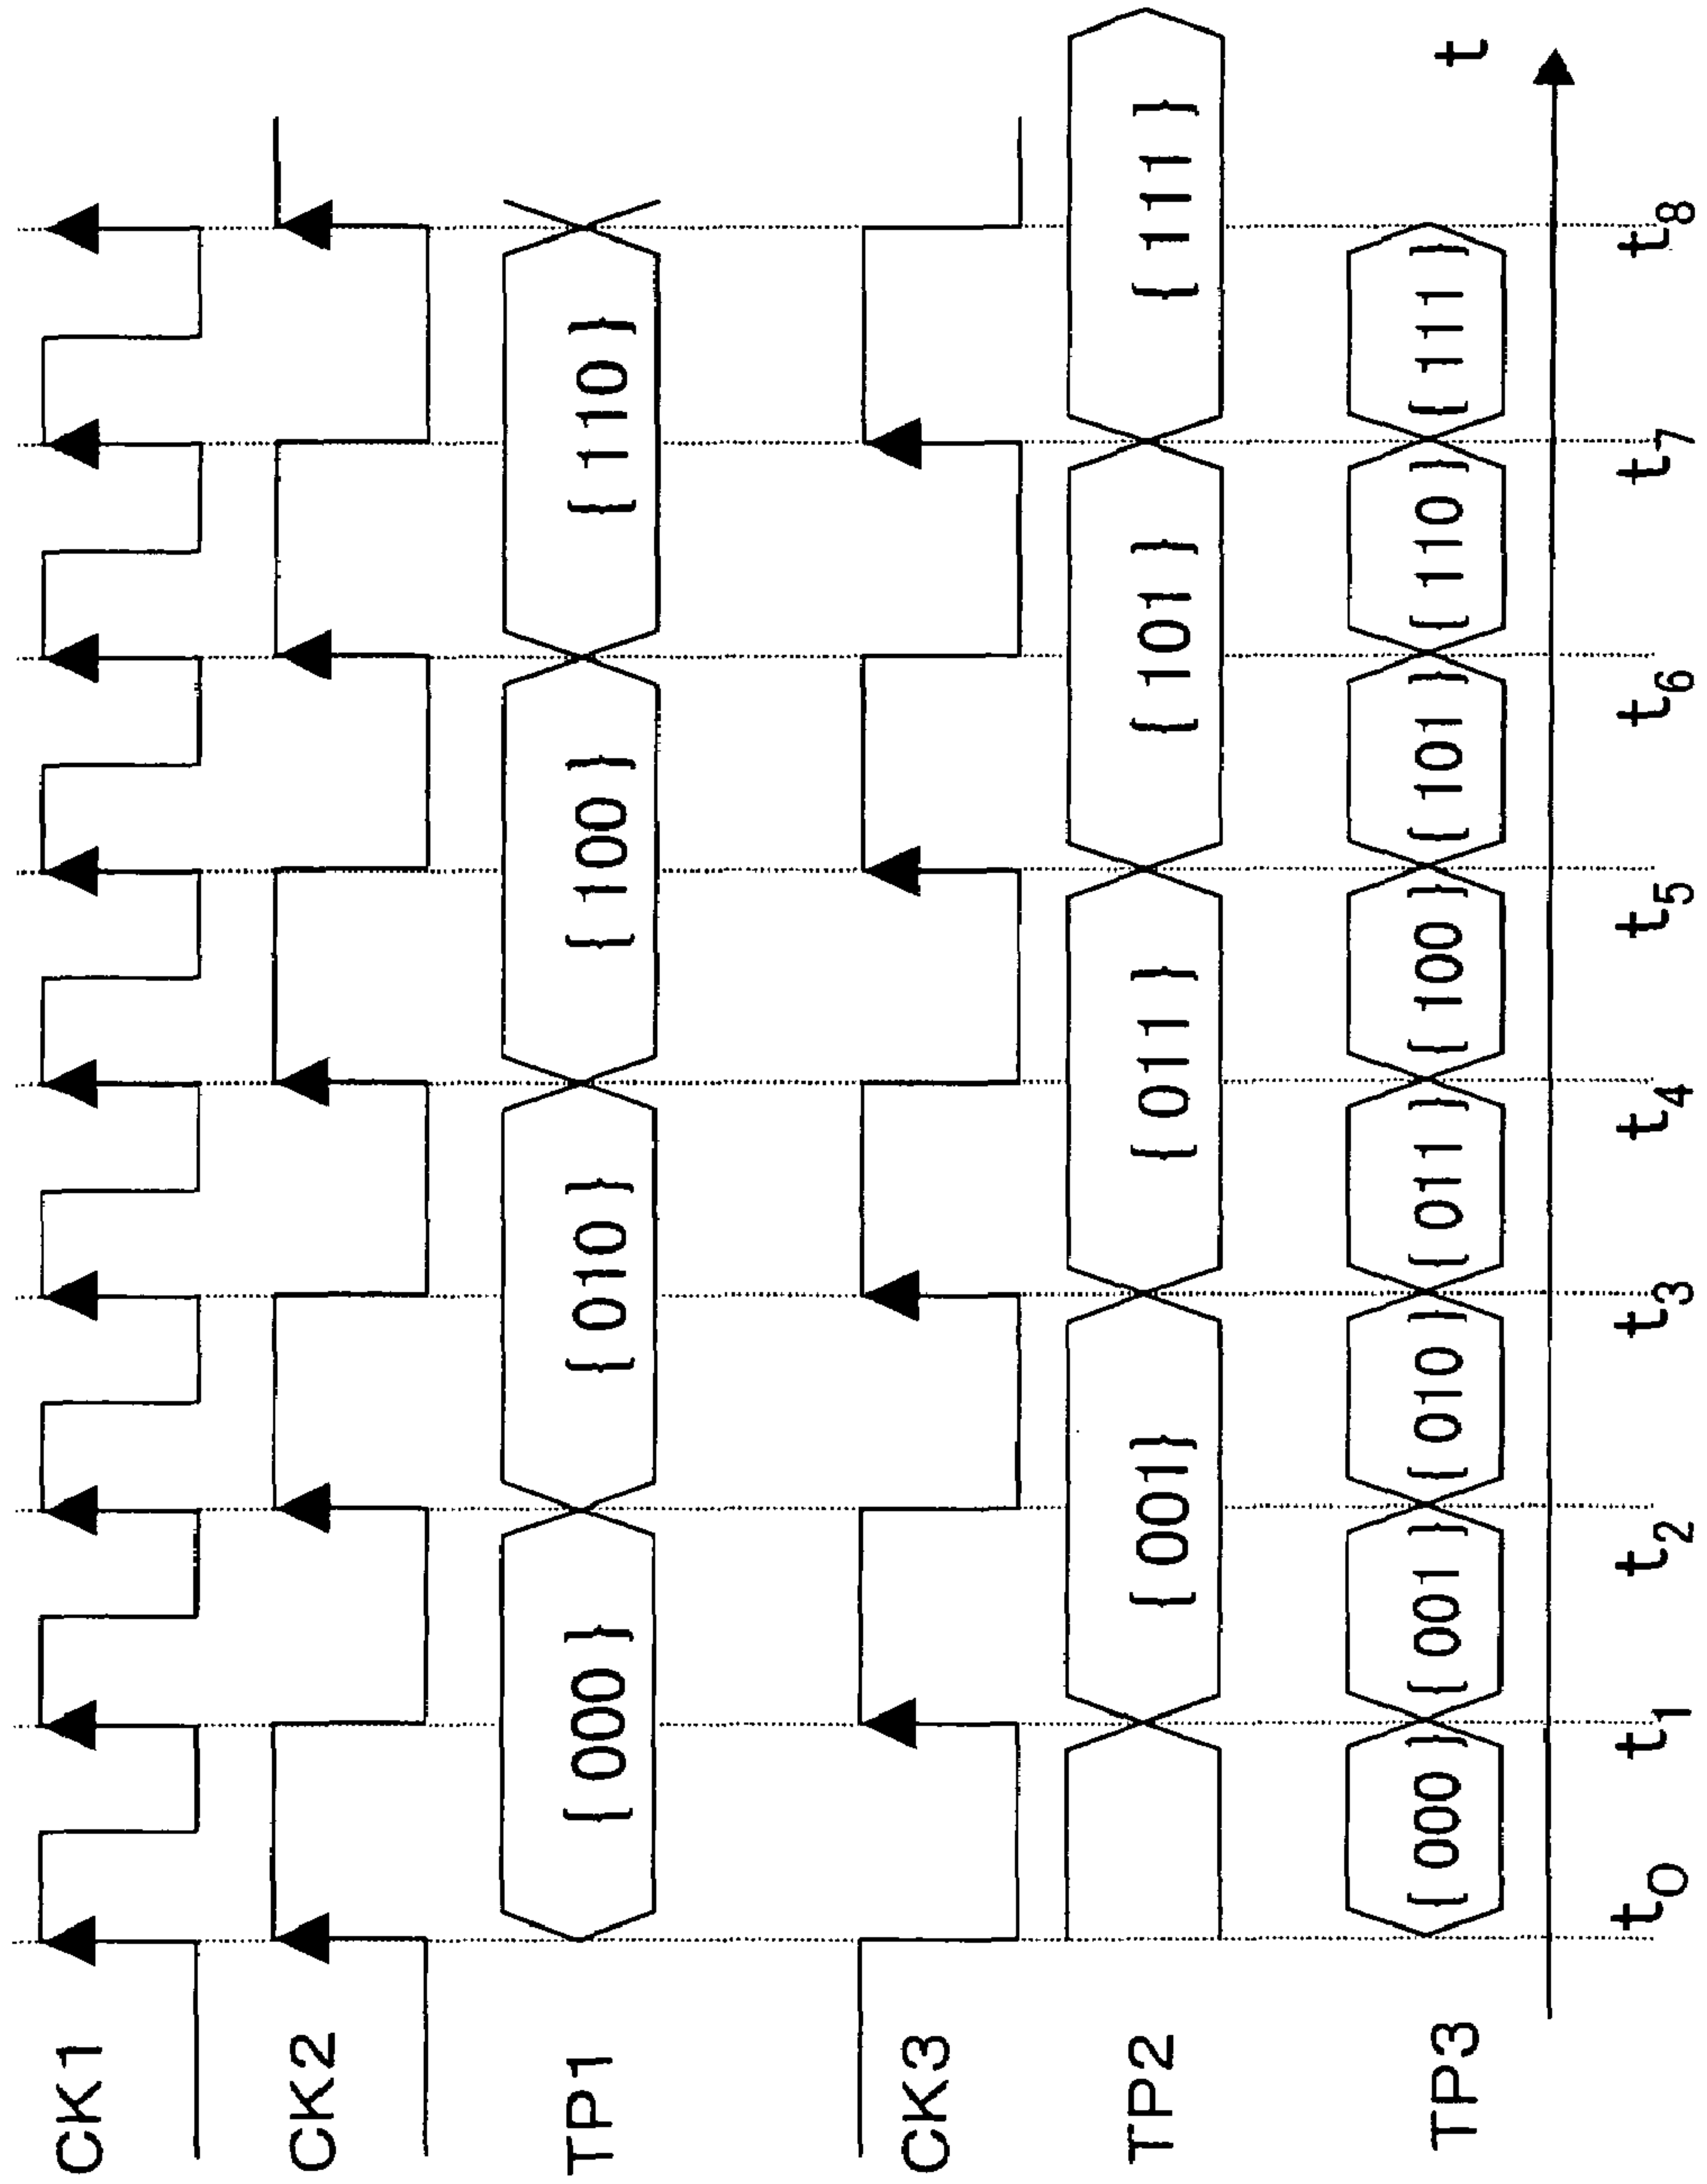 CK1
CK2
TP1 { 000 } { 010 } { 100 } { 110 }
CK3
TP2 { 001} { 011 } { 101 } { 111 }
TP3 { 000 } { 001 } { 010 } { 011 } { 100 } { 101 } { 110 } { 111 }
t
t0 t1 t2 t3 t4 t5 t6 t7 t8